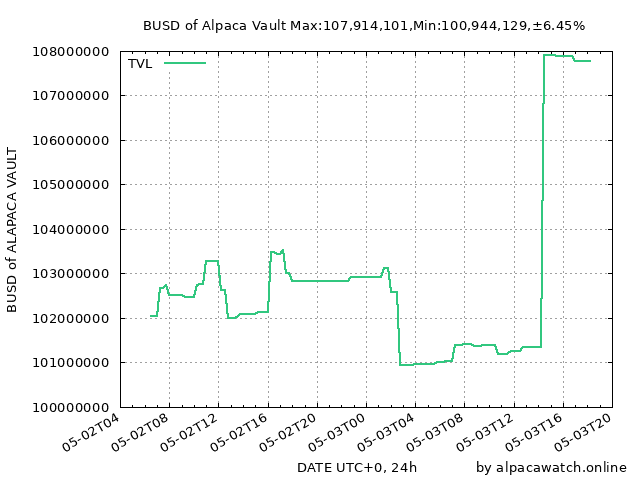 BUSD of Alpaca Vault Max:107,914,101,Min:100,944,129,±6.45%
TVL
108000000
107000000
106000000
105000000
104000000
103000000
102000000
101000000
100000000
BUSD of ALAPACA VAULT
05-02T04
05-02T08
05-02T12
05-02T16
05-02T20
05-03T00
05-03T04
05-03T08
05-03T12
05-03T16
05-03T20
DATE UTC+0, 24h
by alpacawatch.online